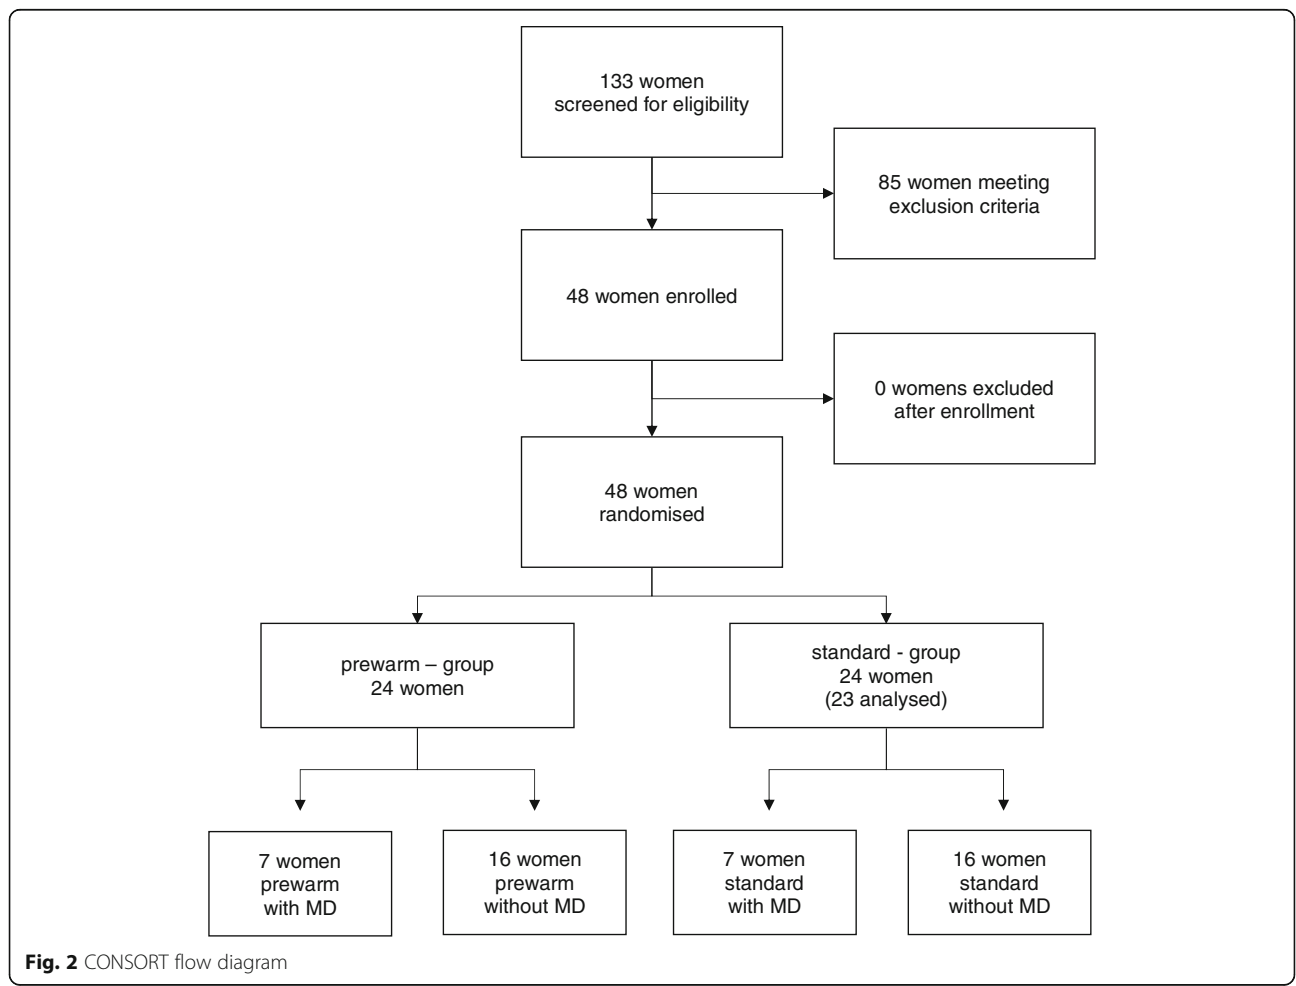 133 women
screened for eligibility
85 women meeting
exclusion criteria
48 women enrolled
0 womens excluded
after enrollment
48 women
randomised
prewarm – group
24 women
standard - group
24 women
(23 analysed)
7 women
prewarm
with MD
16 women
prewarm
without MD
7 women
standard
with MD
16 women
standard
without MD
Fig. 2 CONSORT flow diagram